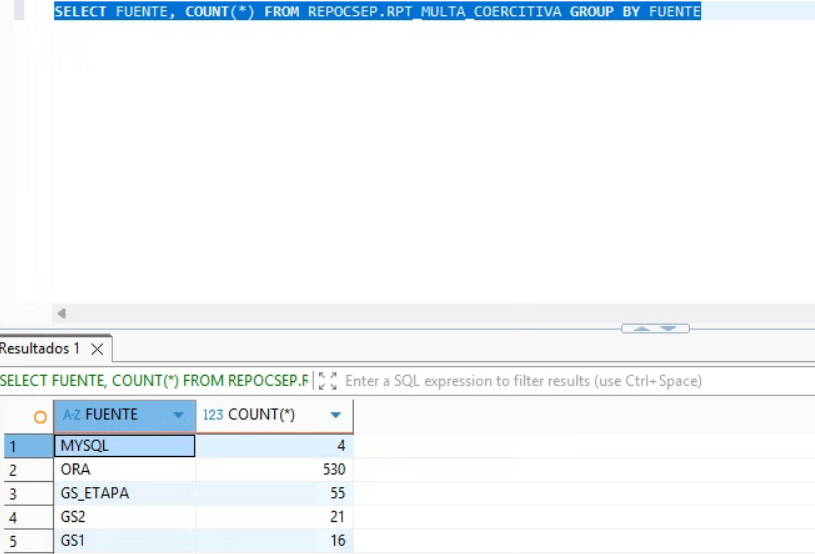 SELECT FUENTE, COUNT(*) FROM REPOCSEP.RPT_MULTA_COERCITIVA GROUP BY FUENTE
Resultados 1
SELECT FUENTE, COUNT(*) FROM REPOCSEP.R Enter a SQL expression to filter results (use Ctrl+Space)
A-Z FUENTE 123 COUNT(*)
1 MYSQL 4
2 ORA 530
3 GS_ETAPA 55
4 GS2 21
5 GS1 16